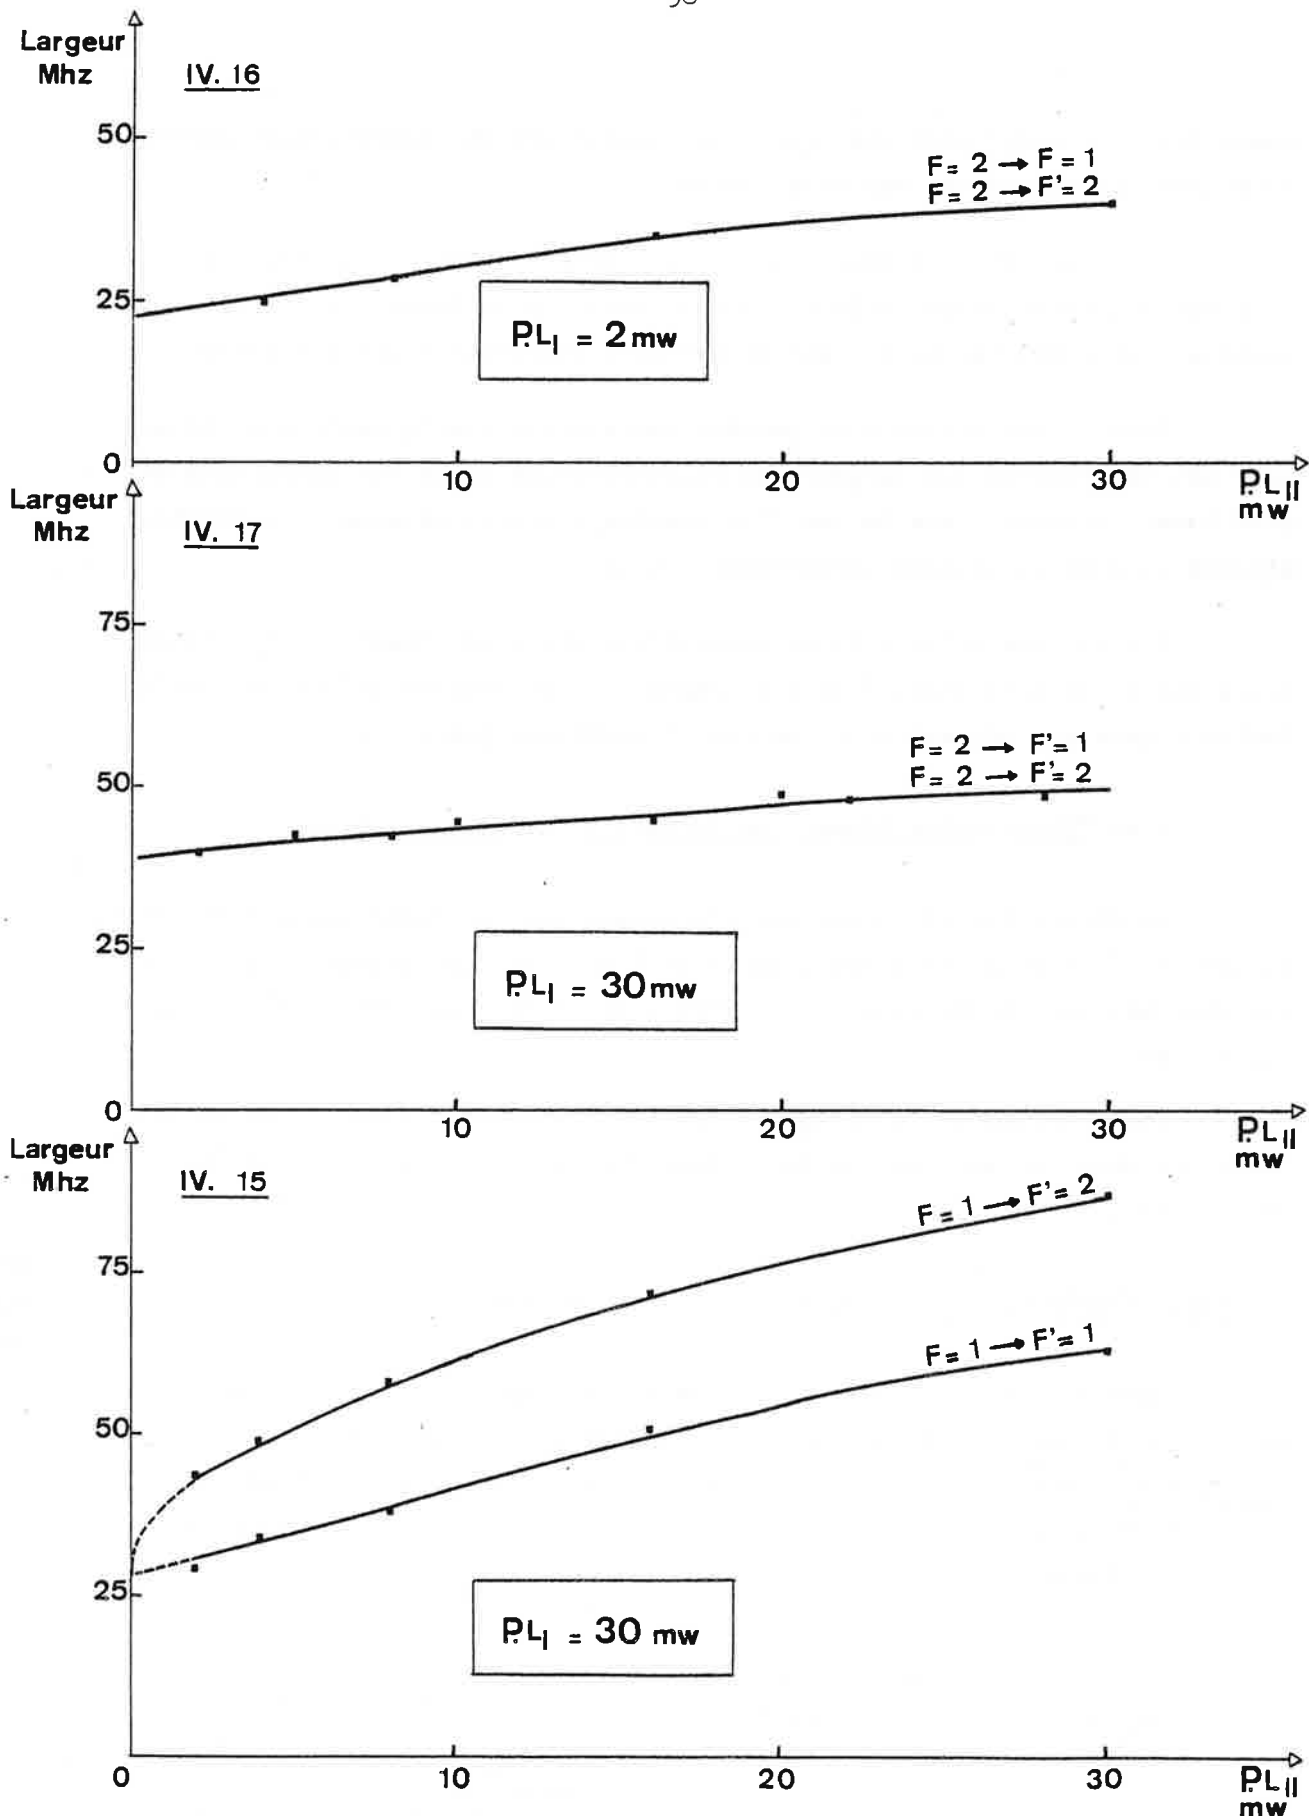 Largeur
Mhz
IV. 16
50
F= 2 → F = 1
F= 2 → F'= 2
25
P.L_I = 2 mw
0
10
20
30
P.L_II
mw
Largeur
Mhz
IV. 17
75
F= 2 → F'= 1
F= 2 → F'= 2
50
25
P.L_I = 30 mw
0
10
20
30
P.L_II
mw
Largeur
Mhz
IV. 15
F= 1 → F'= 2
75
F= 1 → F'= 1
50
25
P.L_I = 30 mw
0
10
20
30
P.L_II
mw